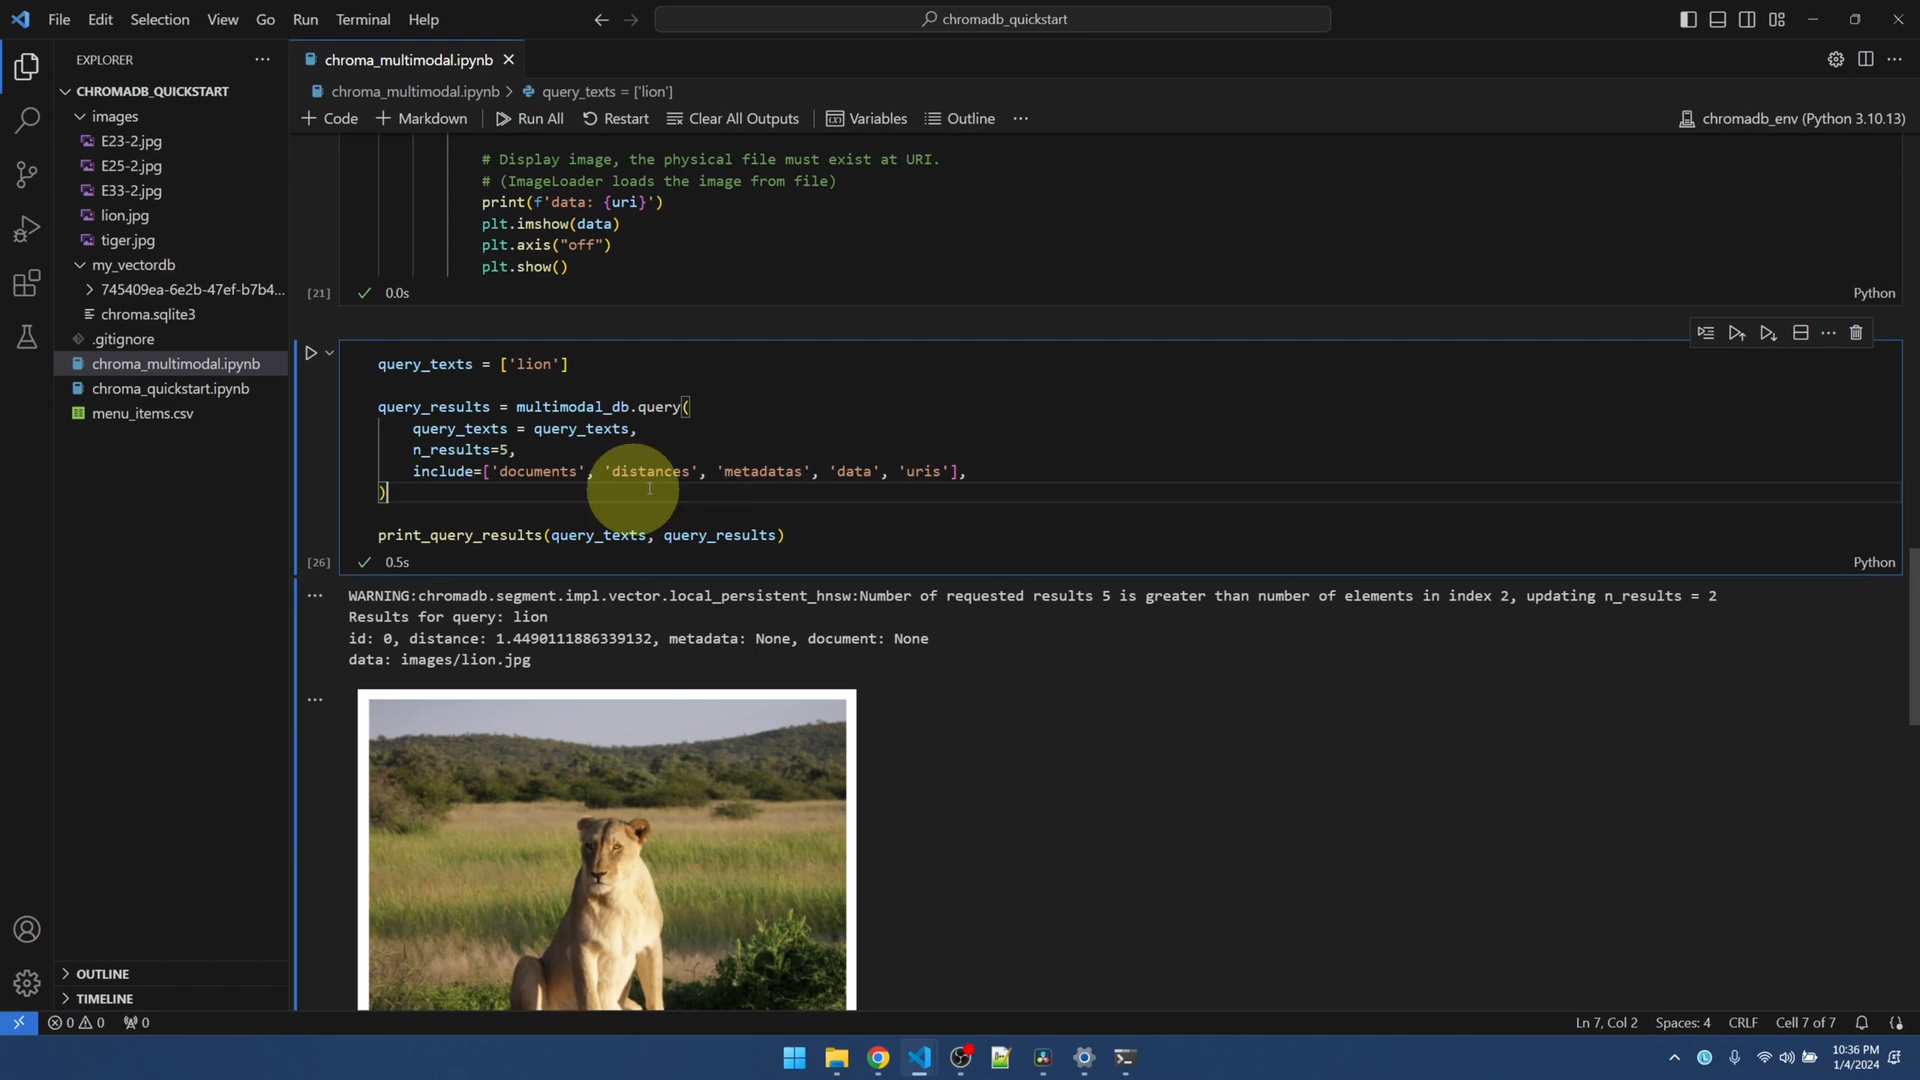 File Edit Selection View Go Run Terminal Help
chromadb_quickstart
EXPLORER
CHROMADB_QUICKSTART
images
E23-2.jpg
E25-2.jpg
E33-2.jpg
lion.jpg
tiger.jpg
my_vectordb
745409ea-6e2b-47ef-b7b4...
chroma.sqlite3
.gitignore
chroma_multimodal.ipynb
chroma_quickstart.ipynb
menu_items.csv
OUTLINE
TIMELINE
chroma_multimodal.ipynb
chroma_multimodal.ipynb > query_texts = ['lion']
+ Code + Markdown Run All Restart Clear All Outputs Variables Outline ...
chromadb_env (Python 3.10.13)
# Display image, the physical file must exist at URI.
# (ImageLoader loads the image from file)
print(f'data: {uri}')
plt.imshow(data)
plt.axis("off")
plt.show()
[21] 0.0s Python
query_texts = ['lion']
query_results = multimodal_db.query(
query_texts = query_texts,
n_results=5,
include=['documents', 'distances', 'metadatas', 'data', 'uris'],
)
print_query_results(query_texts, query_results)
[26] 0.5s Python
WARNING:chromadb.segment.impl.vector.local_persistent_hnsw:Number of requested results 5 is greater than number of elements in index 2, updating n_results = 2
Results for query: lion
id: 0, distance: 1.4490111886339132, metadata: None, document: None
data: images/lion.jpg
0 0 0
Ln 7, Col 2 Spaces: 4 CRLF Cell 7 of 7
10:36 PM
1/4/2024